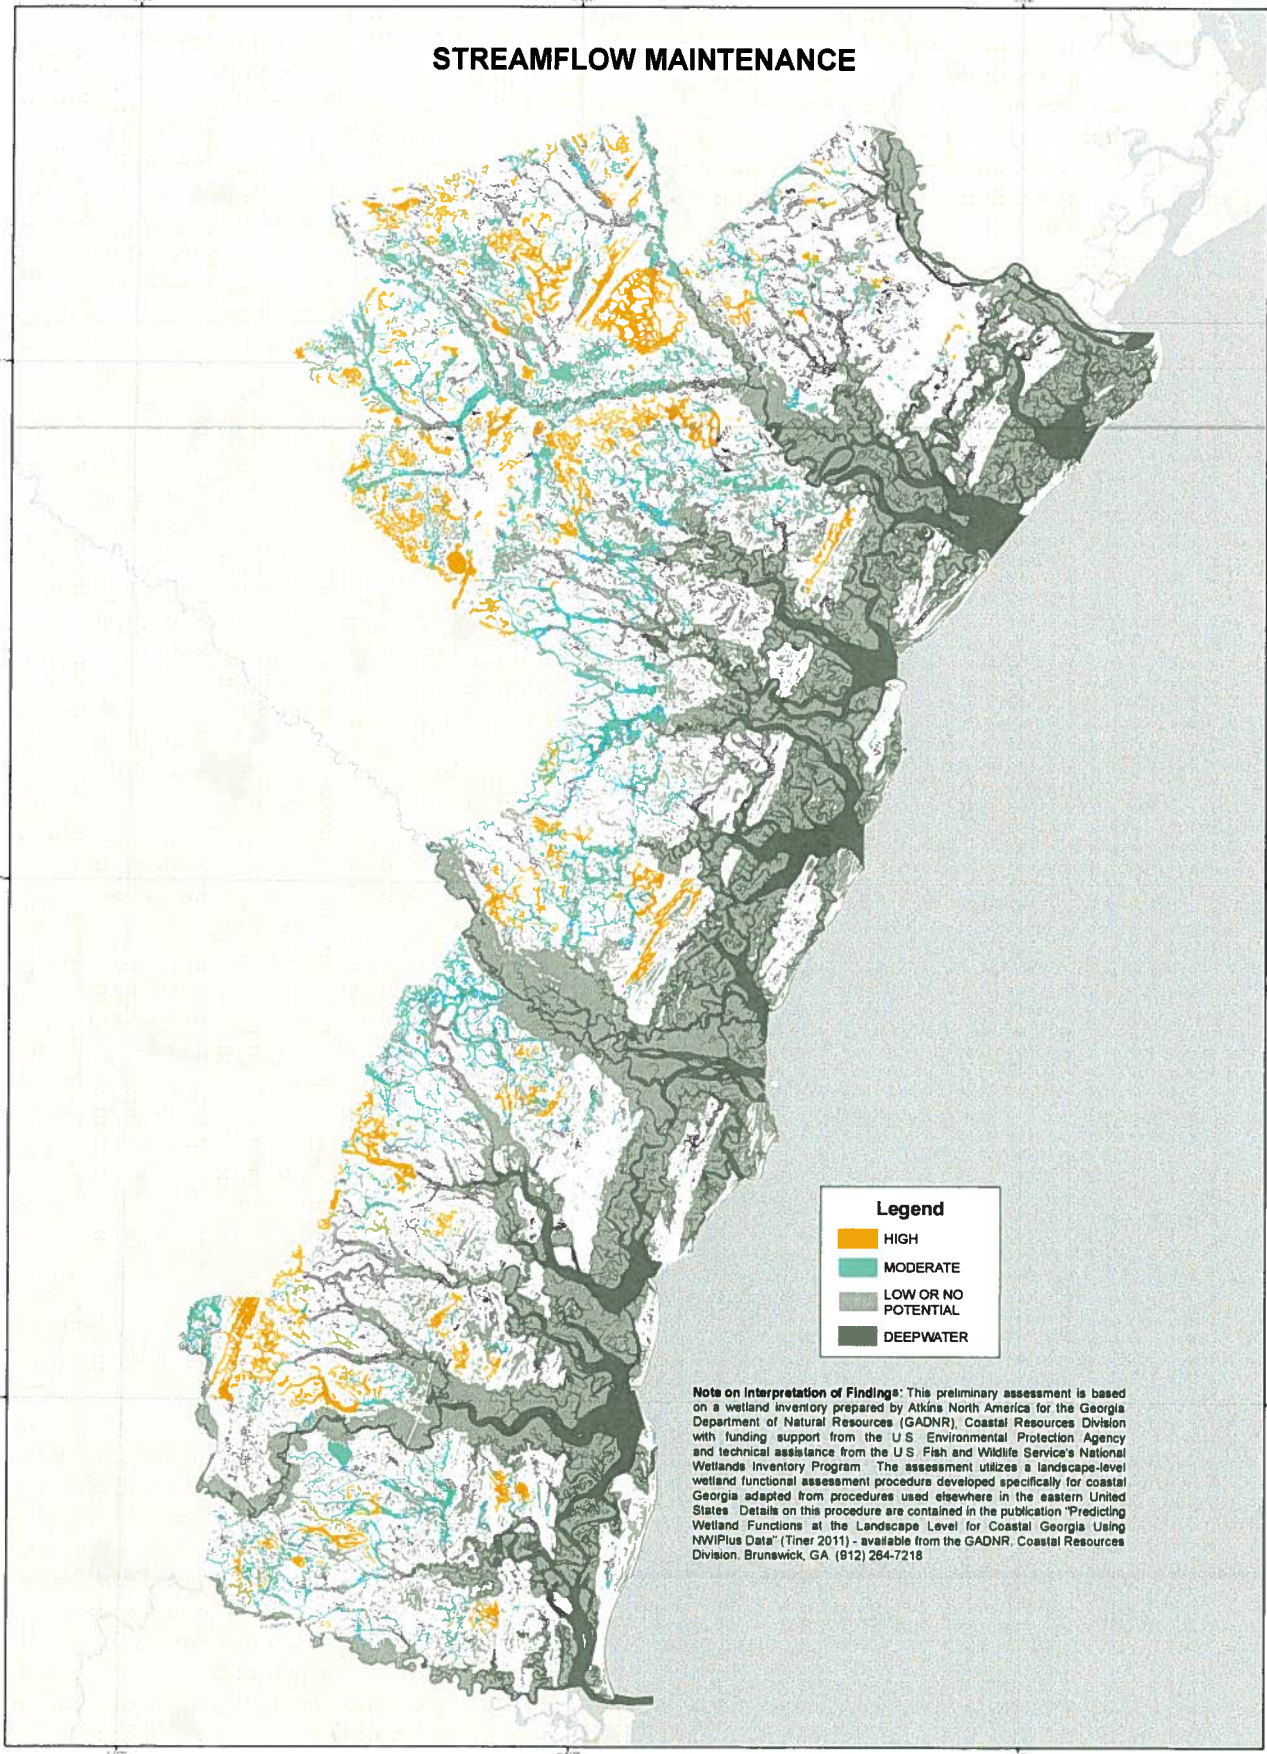 STREAMFLOW MAINTENANCE
Legend
HIGH
MODERATE
LOW OR NO
POTENTIAL
DEEPWATER
Note on Interpretation of Findings: This preliminary assessment is based
on a wetland inventory prepared by Atkins North America for the Georgia
Department of Natural Resources (GADNR), Coastal Resources Division
with funding support from the U S Environmental Protection Agency
and technical assistance from the U S Fish and Wildlife Service's National
Wetlands Inventory Program The assessment utilizes a landscape-level
wetland functional assessment procedure developed specifically for coastal
Georgia adapted from procedures used elsewhere in the eastern United
States Details on this procedure are contained in the publication "Predicting
Wetland Functions at the Landscape Level for Coastal Georgia Using
NWIPlus Data" (Tiner 2011) - available from the GADNR, Coastal Resources
Division, Brunswick, GA (912) 264-7218